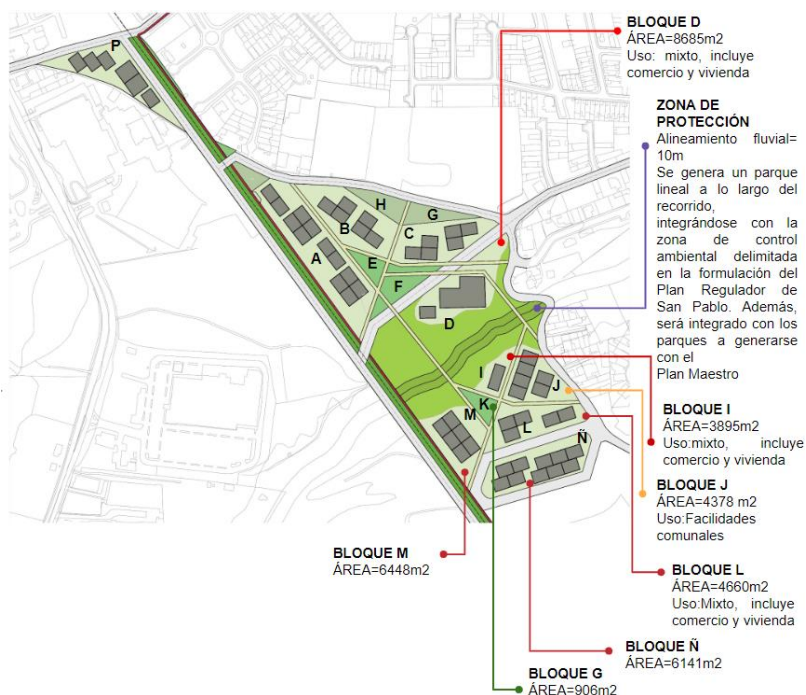 BLOQUE D
ÁREA=8685m2
Uso: mixto, incluye
comercio y vivienda
ZONA DE
PROTECCIÓN
Alineamiento fluvial=
10m
Se genera un parque
lineal a lo largo del
recorrido,
integrándose con la
zona de control
ambiental delimitada
en la formulación del
Plan Regulador de
San Pablo. Además,
será integrado con los
parques a generarse
con el
Plan Maestro
BLOQUE I
ÁREA=3895m2
Uso:mixto, incluye
comercio y vivienda
BLOQUE J
ÁREA=4378 m2
Uso:Facilidades
comunales
BLOQUE L
ÁREA=4660m2
Uso:Mixto, incluye
comercio y vivienda
BLOQUE M
ÁREA=6448m2
BLOQUE Ñ
ÁREA=6141m2
BLOQUE G
ÁREA=906m2
P
H
G
B
C
A
E
F
D
I
J
K
M
L
Ñ